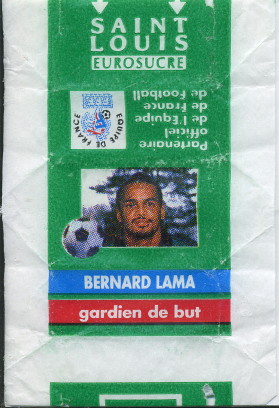 SAINT
LOUIS
EUROSUCRE
Partenaire
officiel
de l'Equipe
de France
de Football
EQUIPE DE FRANCE
BERNARD LAMA
gardien de but